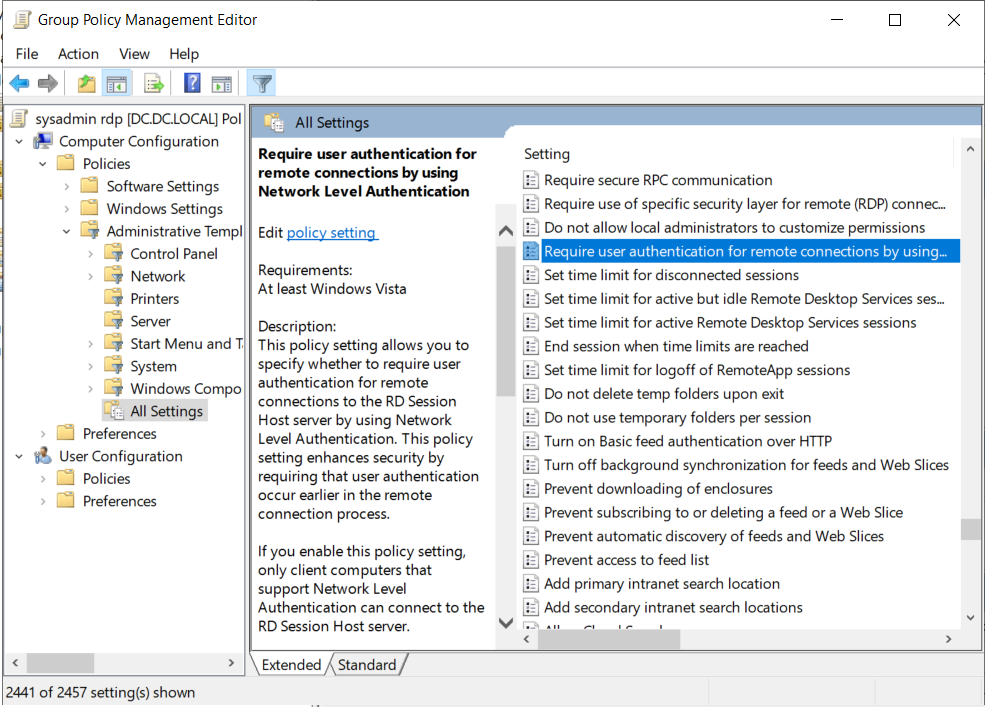 Group Policy Management Editor
File Action View Help
sysadmin rdp [DC.DC.LOCAL] Pol
Computer Configuration
Policies
Software Settings
Windows Settings
Administrative Templ
Control Panel
Network
Printers
Server
Start Menu and T
System
Windows Compo
All Settings
Preferences
User Configuration
Policies
Preferences
All Settings
Require user authentication for
remote connections by using
Network Level Authentication
Edit policy setting
Requirements:
At least Windows Vista
Description:
This policy setting allows you to
specify whether to require user
authentication for remote
connections to the RD Session
Host server by using Network
Level Authentication. This policy
setting enhances security by
requiring that user authentication
occur earlier in the remote
connection process.
If you enable this policy setting,
only client computers that
support Network Level
Authentication can connect to the
RD Session Host server.
Setting
Require secure RPC communication
Require use of specific security layer for remote (RDP) connec...
Do not allow local administrators to customize permissions
Require user authentication for remote connections by using...
Set time limit for disconnected sessions
Set time limit for active but idle Remote Desktop Services ses...
Set time limit for active Remote Desktop Services sessions
End session when time limits are reached
Set time limit for logoff of RemoteApp sessions
Do not delete temp folders upon exit
Do not use temporary folders per session
Turn on Basic feed authentication over HTTP
Turn off background synchronization for feeds and Web Slices
Prevent downloading of enclosures
Prevent subscribing to or deleting a feed or a Web Slice
Prevent automatic discovery of feeds and Web Slices
Prevent access to feed list
Add primary intranet search location
Add secondary intranet search locations
Extended Standard
2441 of 2457 setting(s) shown